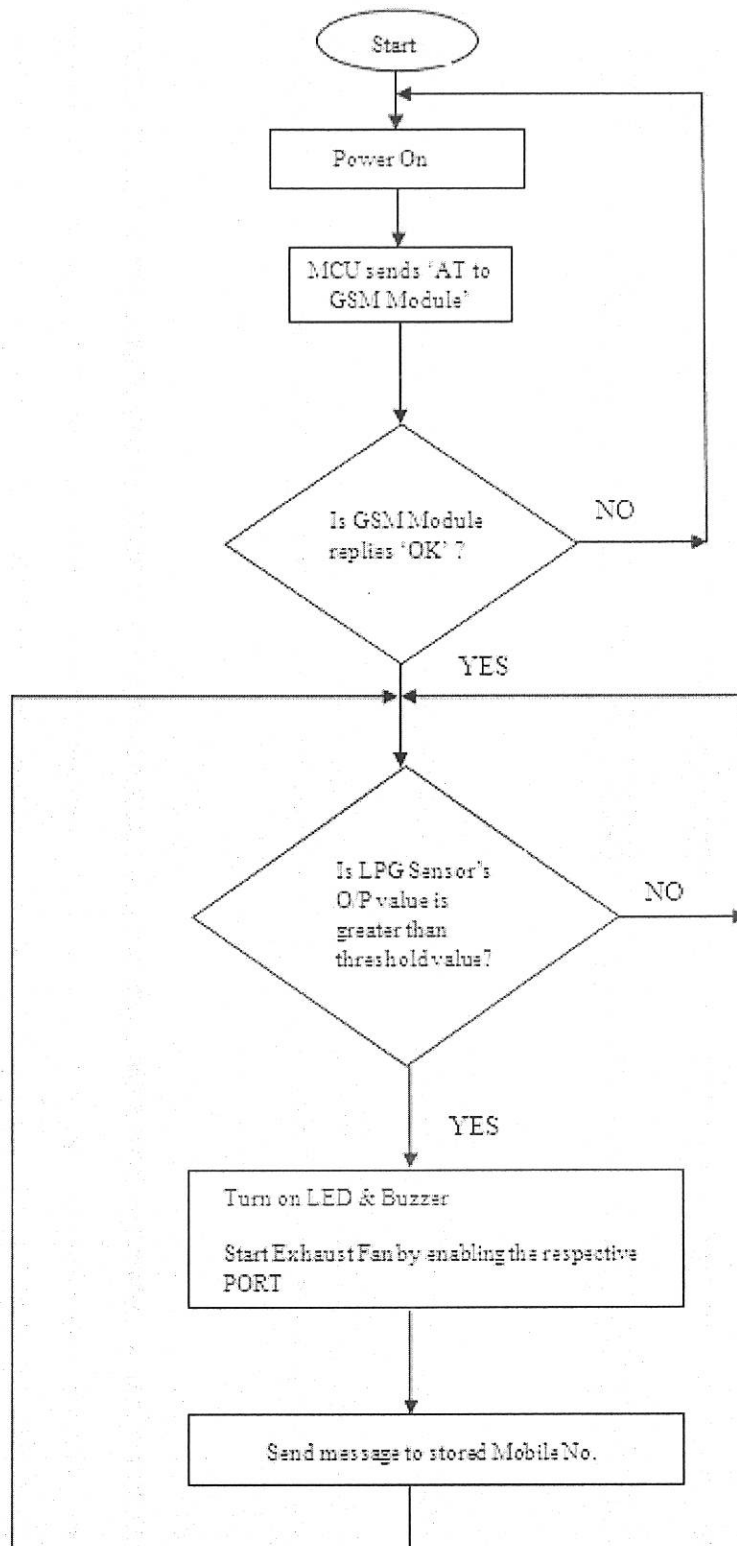 Start
Power On
MCU sends ‘AT to
GSM Module’
Is GSM Module
replies ‘OK’ ?
NO
YES
Is LPG Sensor’s
O/P value is
greater than
threshold value?
NO
YES
Turn on LED & Buzzer
Start Exhaust Fan by enabling the respective
PORT
Send message to stored Mobile No.